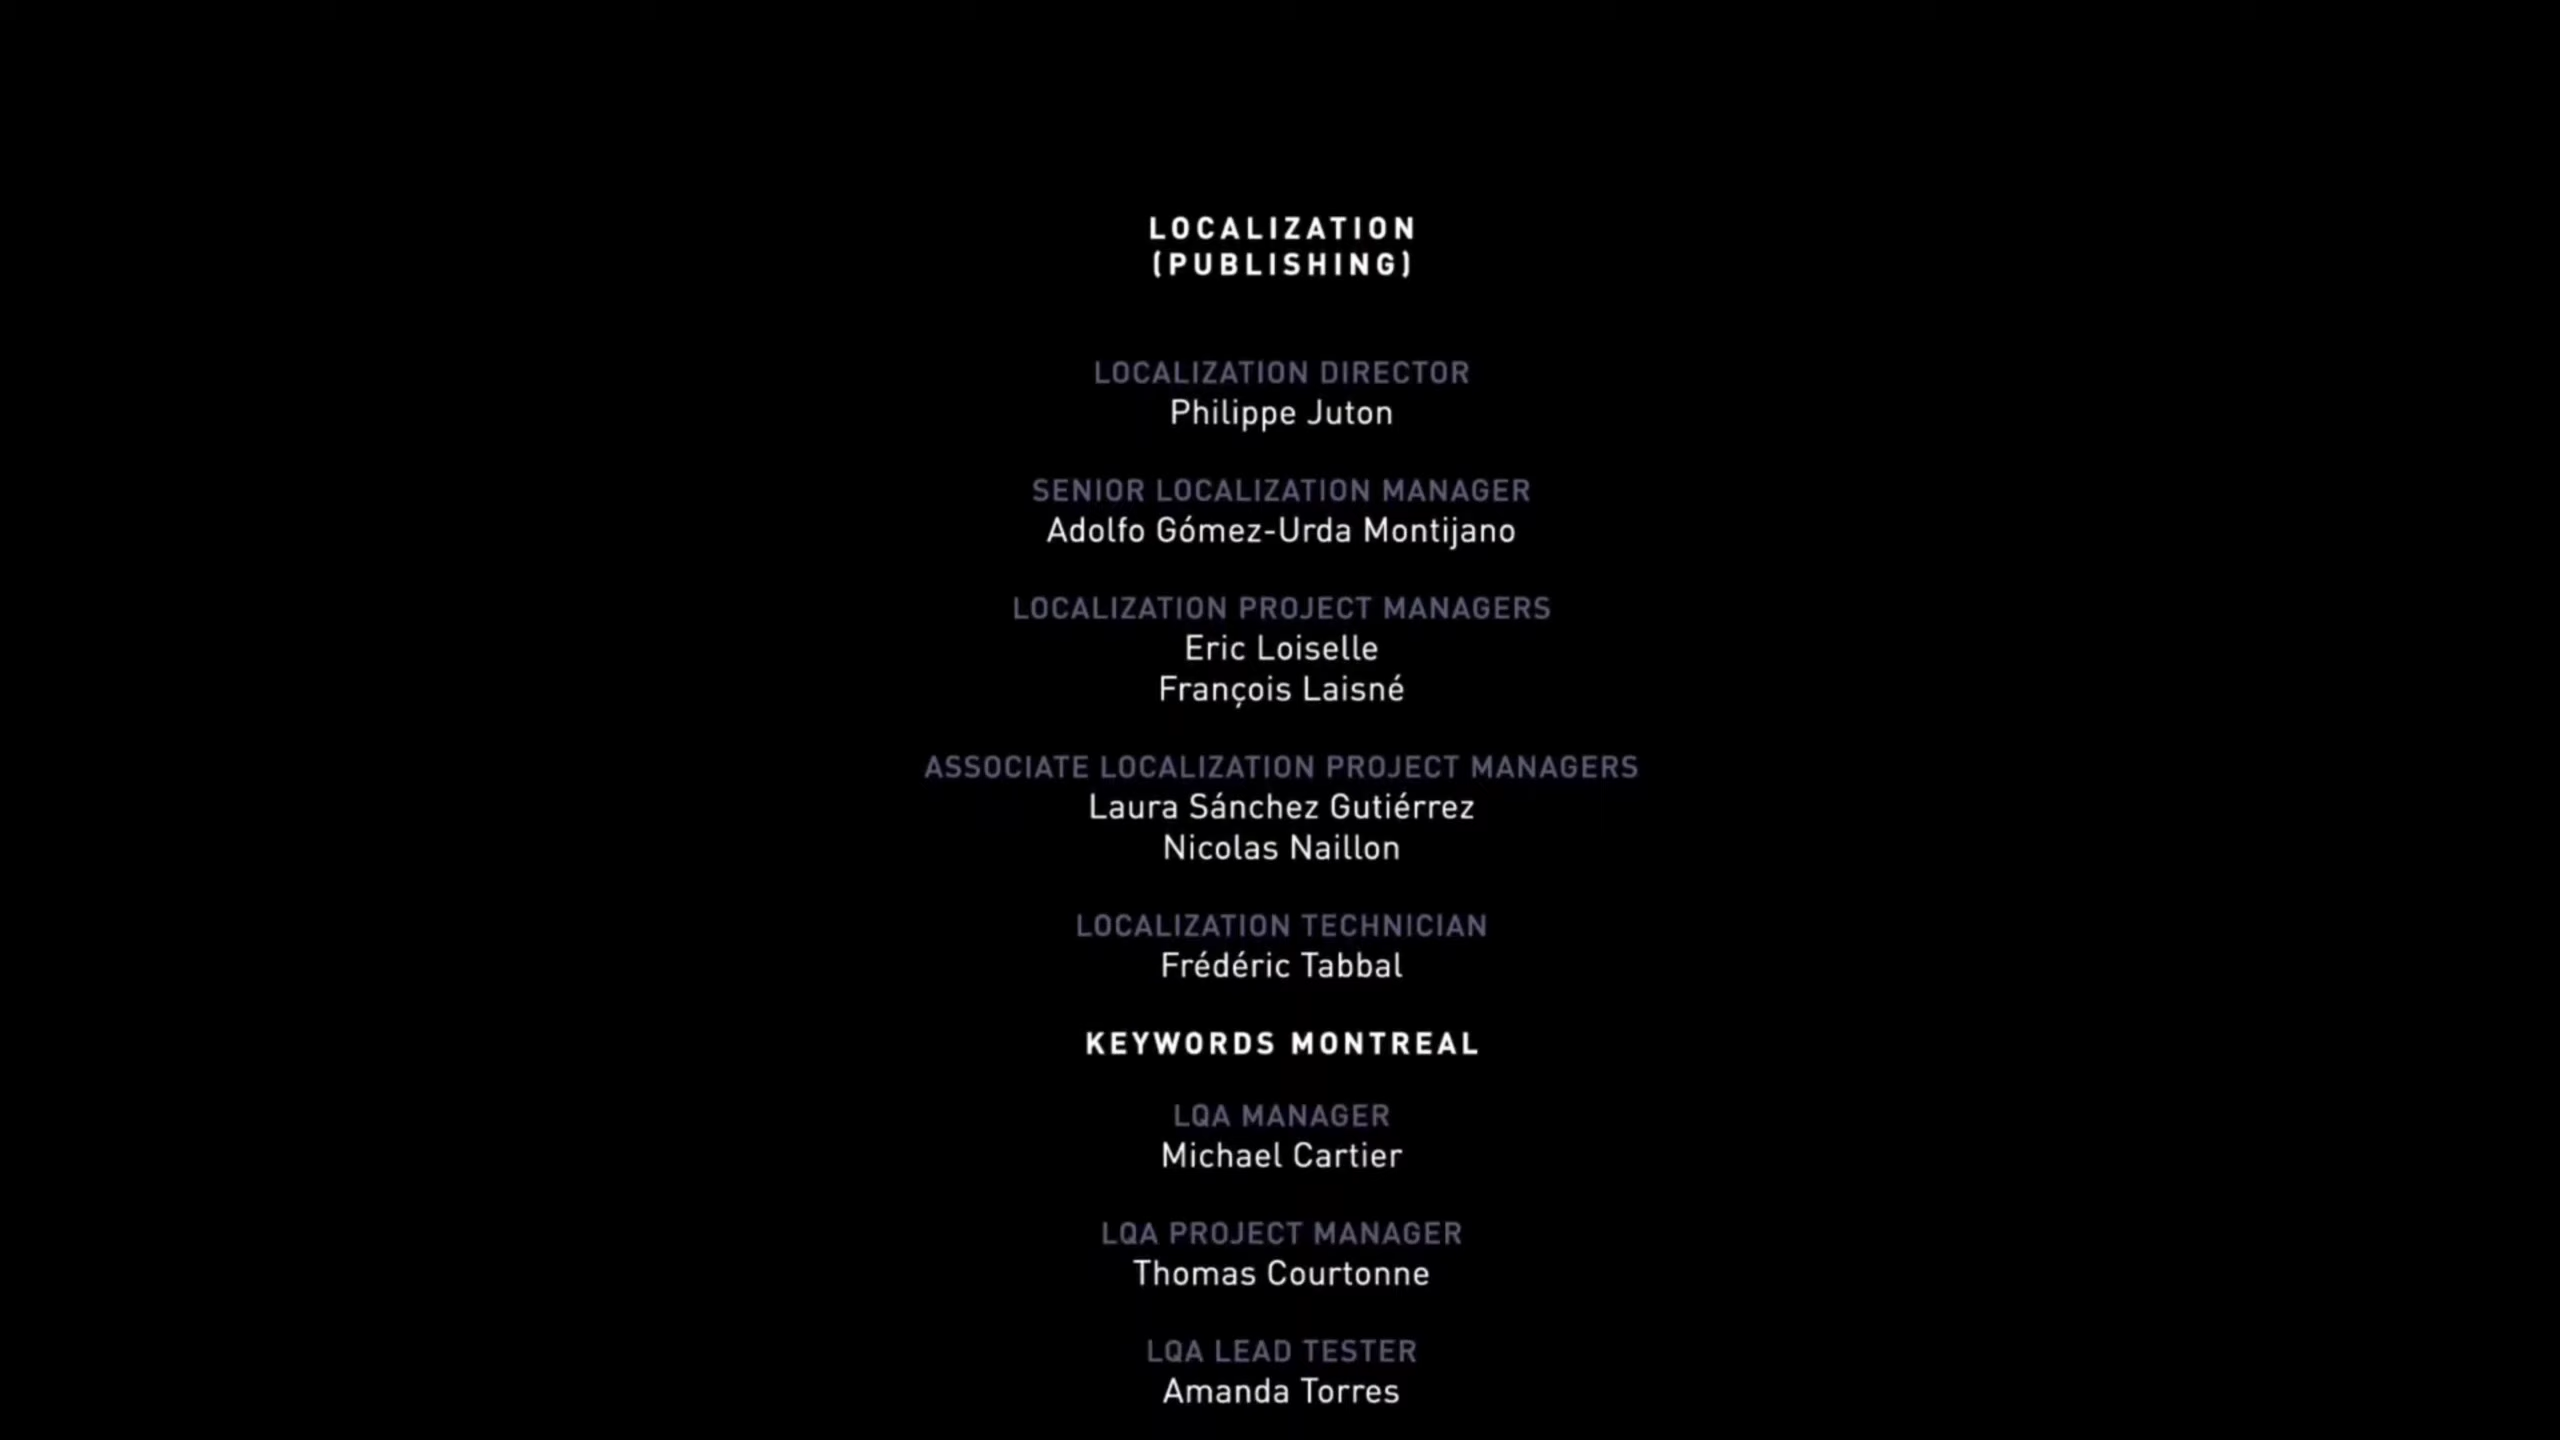 LOCALIZATION
(PUBLISHING)
LOCALIZATION DIRECTOR
Philippe Juton
SENIOR LOCALIZATION MANAGER
Adolfo Gómez-Urda Montijano
LOCALIZATION PROJECT MANAGERS
Eric Loiselle
François Laisné
ASSOCIATE LOCALIZATION PROJECT MANAGERS
Laura Sánchez Gutiérrez
Nicolas Naillon
LOCALIZATION TECHNICIAN
Frédéric Tabbal
KEYWORDS MONTREAL
LQA MANAGER
Michael Cartier
LQA PROJECT MANAGER
Thomas Courtonne
LQA LEAD TESTER
Amanda Torres